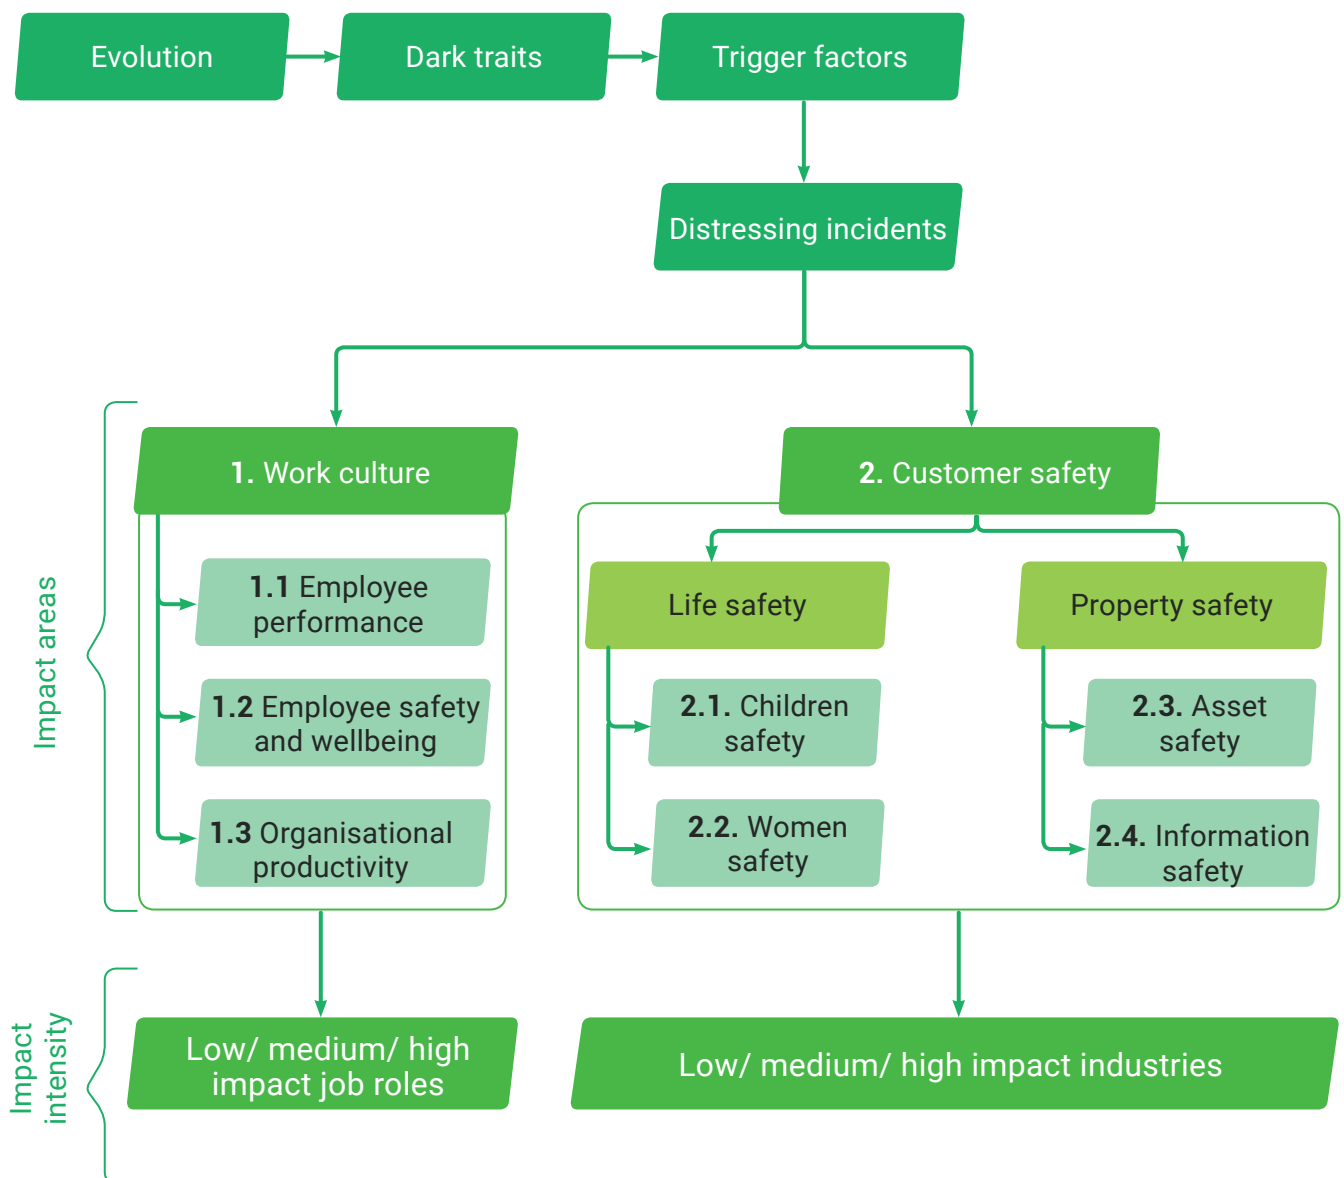 Evolution
Dark traits
Trigger factors
Distressing incidents
Impact areas
1. Work culture
1.1 Employee
performance
1.2 Employee safety
and wellbeing
1.3 Organisational
productivity
2. Customer safety
Life safety
2.1. Children
safety
2.2. Women
safety
Property safety
2.3. Asset
safety
2.4. Information
safety
Impact
intensity
Low/ medium/ high
impact job roles
Low/ medium/ high impact industries